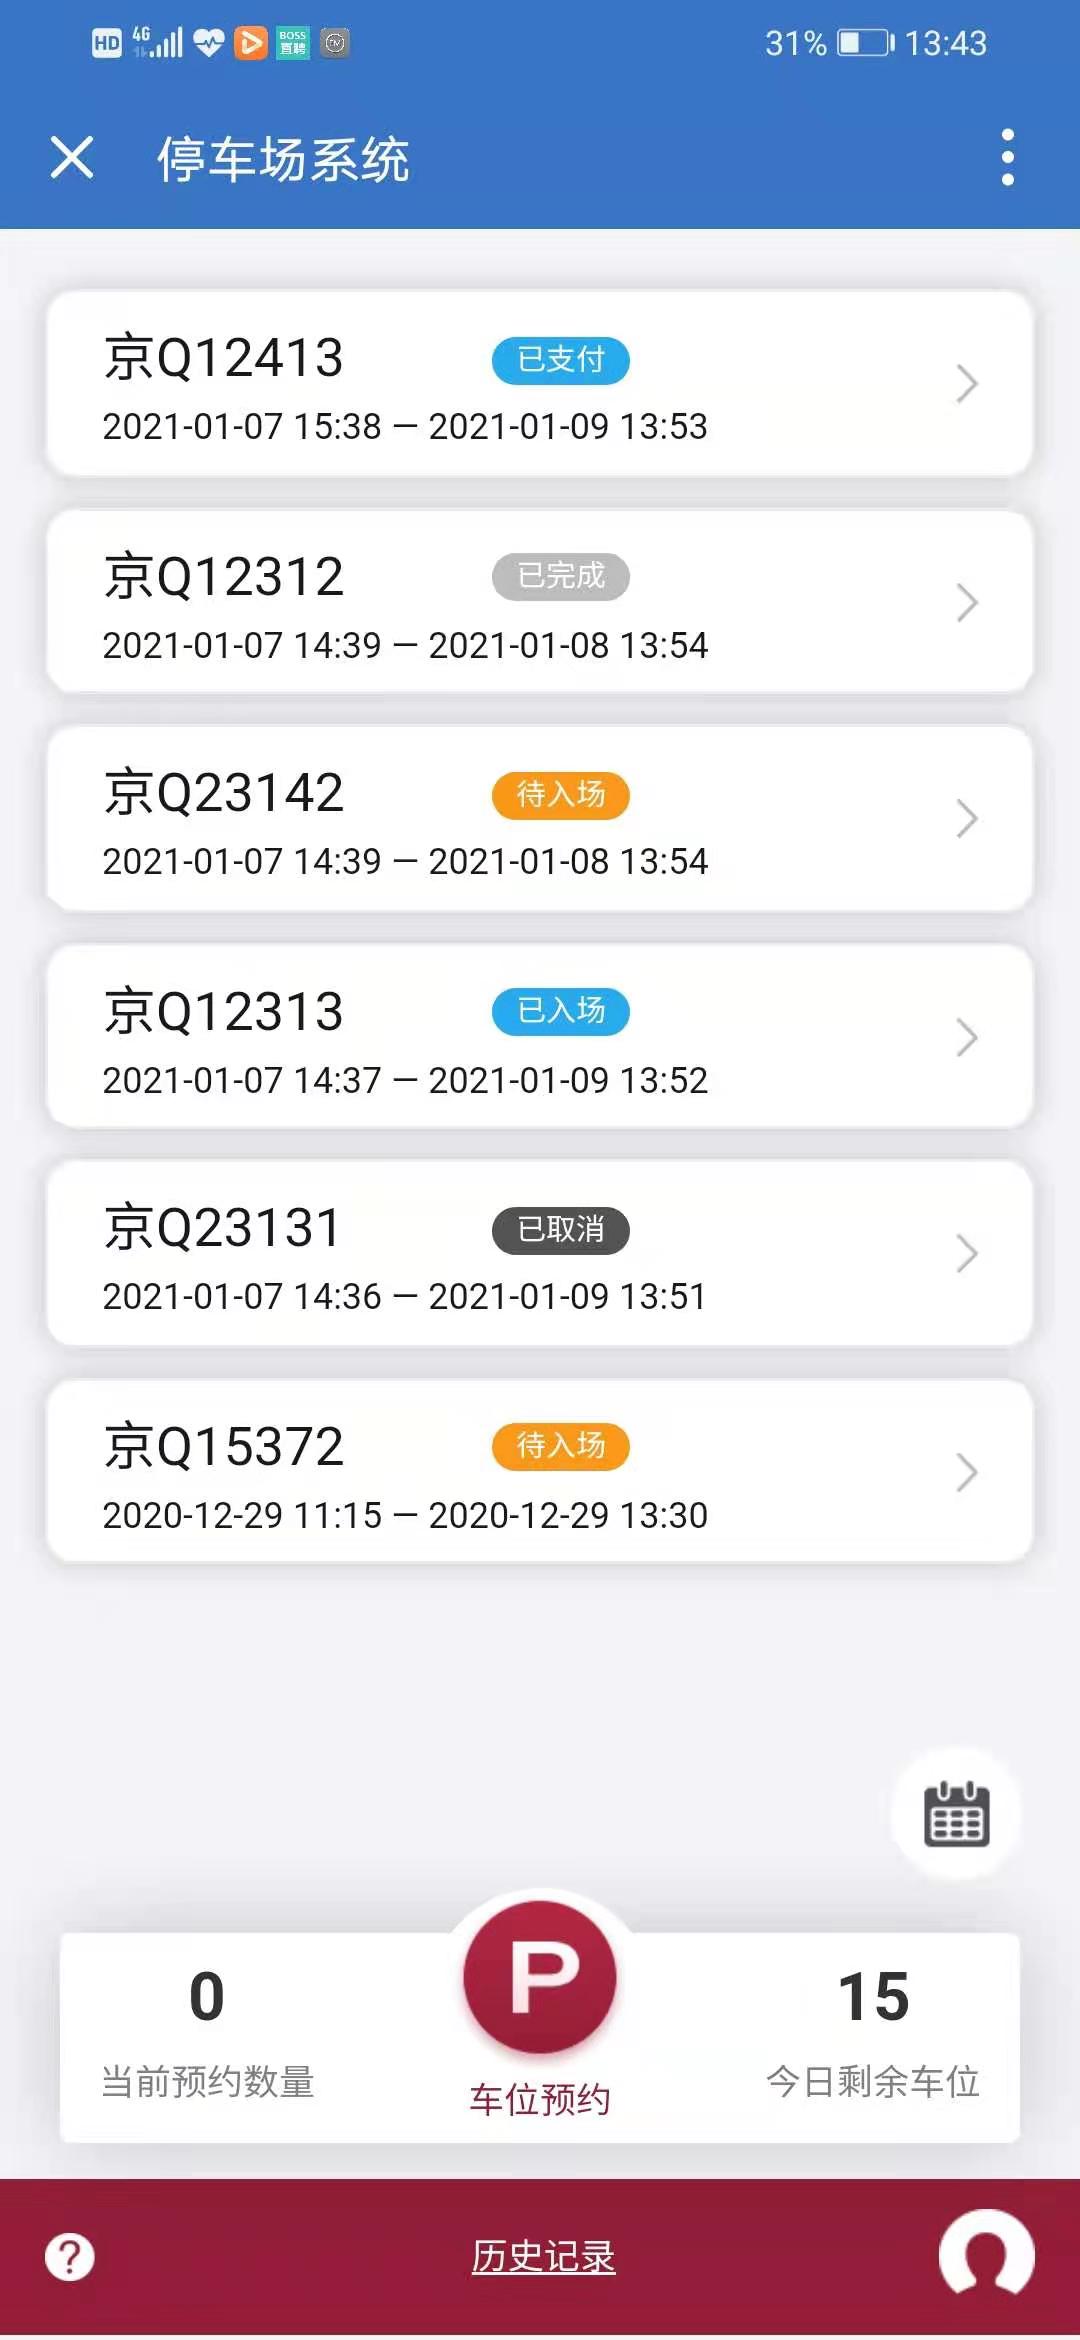 HD 4G BOSS直聘 31% 13:43
停车场系统
京Q12413 已支付
2021-01-07 15:38 — 2021-01-09 13:53
京Q12312 已完成
2021-01-07 14:39 — 2021-01-08 13:54
京Q23142 待入场
2021-01-07 14:39 — 2021-01-08 13:54
京Q12313 已入场
2021-01-07 14:37 — 2021-01-09 13:52
京Q23131 已取消
2021-01-07 14:36 — 2021-01-09 13:51
京Q15372 待入场
2020-12-29 11:15 — 2020-12-29 13:30
0 P 15
当前预约数量 车位预约 今日剩余车位
? 历史记录